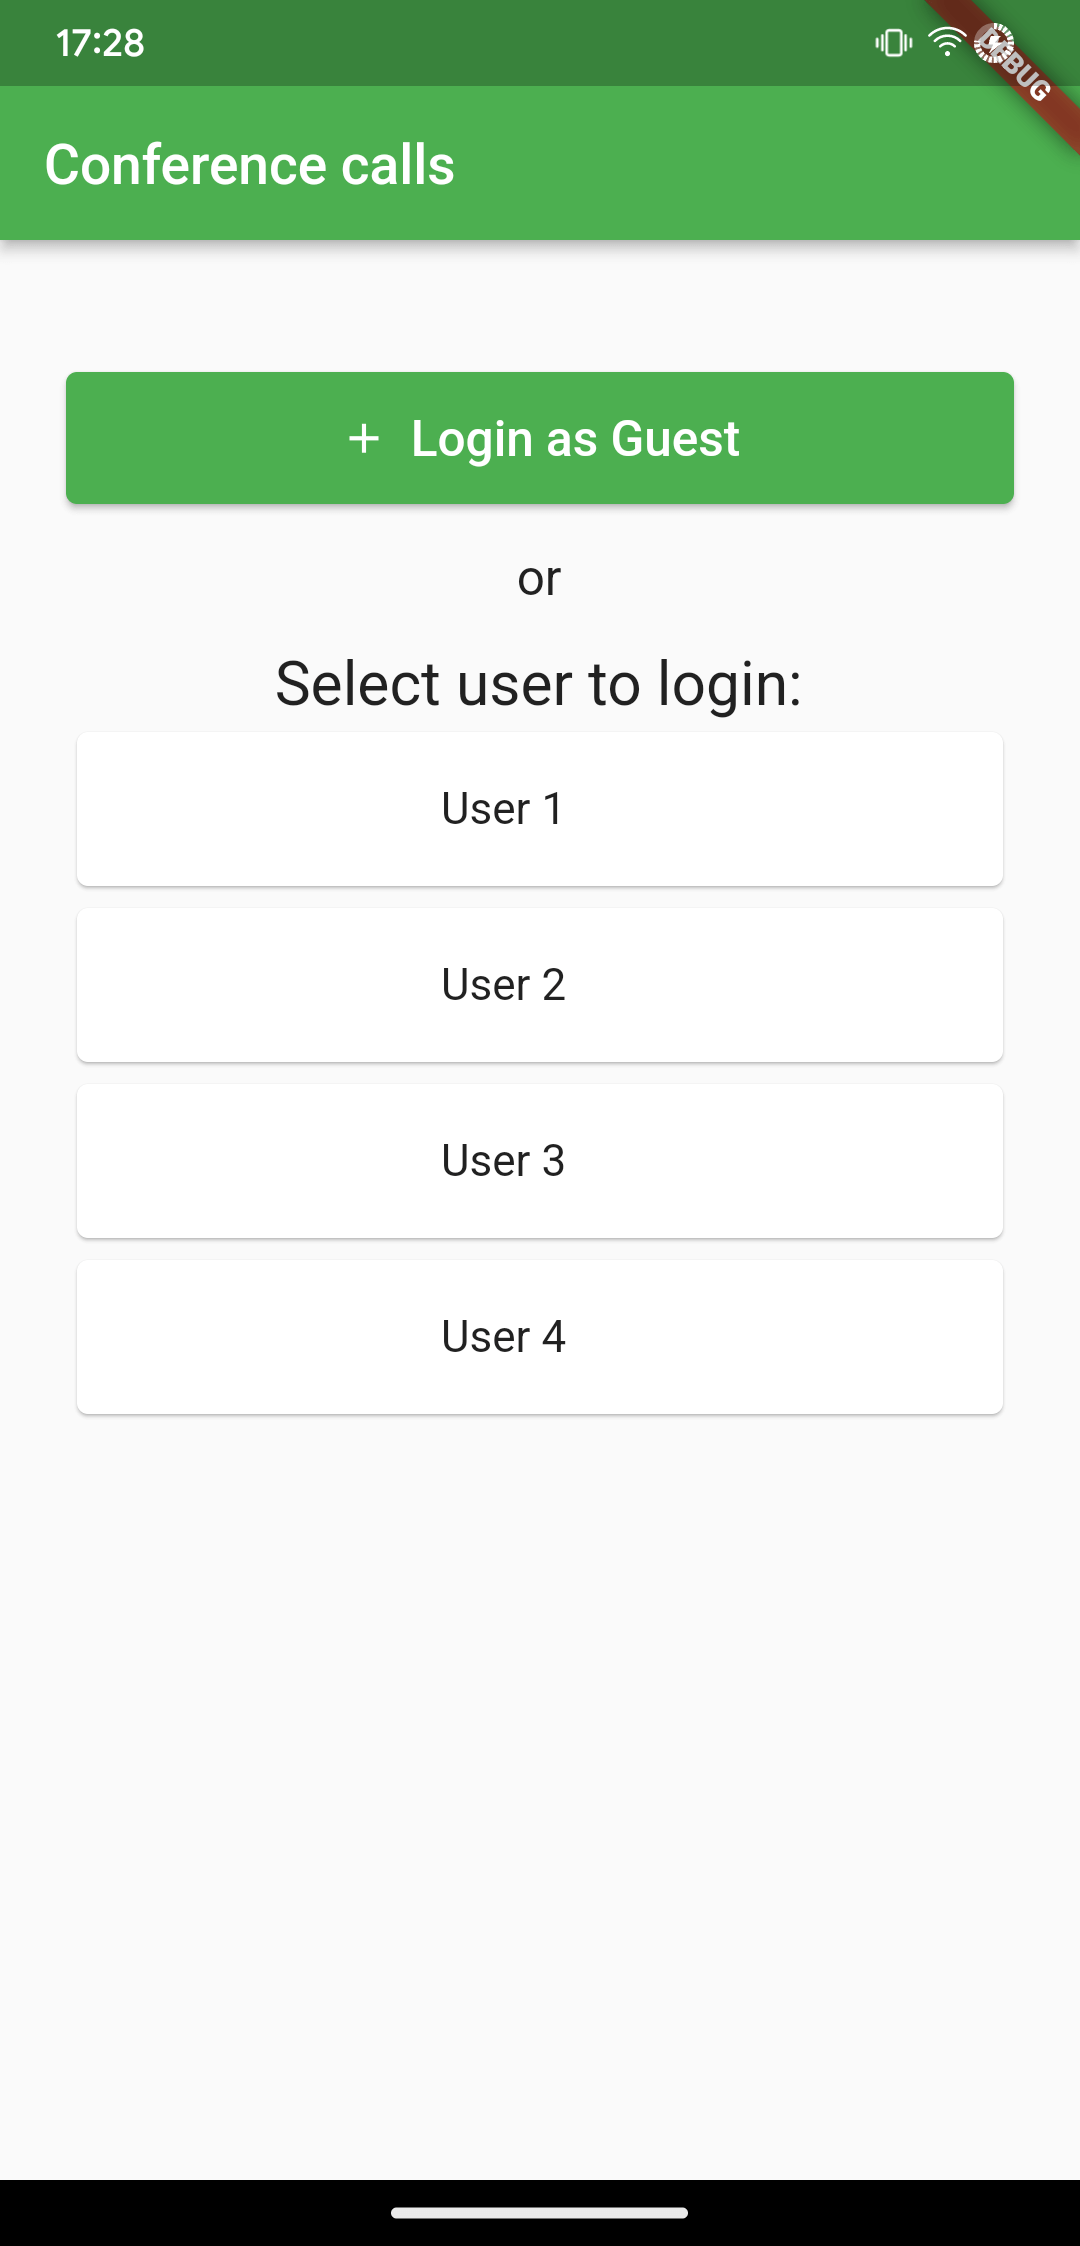 17:28
DEBUG
Conference calls
+ Login as Guest
or
Select user to login:
User 1
User 2
User 3
User 4